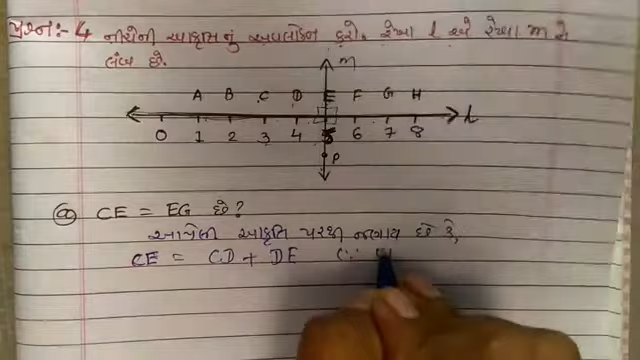 પ્રશ્ન:- 4 નીચેની આકૃતિનું અવલોકન કરો. રેખા l એ રેખા m ને
લંબ છે.
m
A B C D E F G H
l
0 1 2 3 4 5 6 7 8
P
ⓐ CE = EG છે?
આપેલી આકૃતિ પરથી જણાય છે કે,
CE = CD + DE (∵